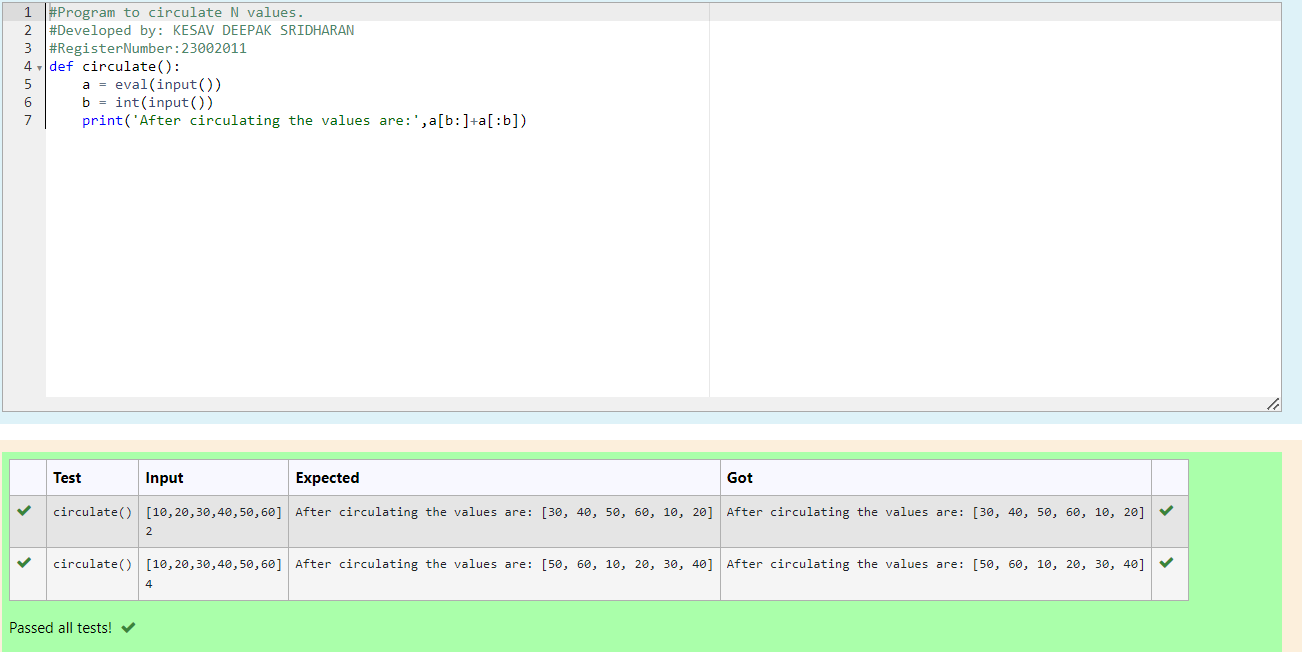 1 #Program to circulate N values.
2 #Developed by: KESAV DEEPAK SRIDHARAN
3 #RegisterNumber:23002011
4 def circulate():
5 a = eval(input())
6 b = int(input())
7 print('After circulating the values are:',a[b:]+a[:b])
Test Input Expected Got
circulate() [10,20,30,40,50,60] After circulating the values are: [30, 40, 50, 60, 10, 20] After circulating the values are: [30, 40, 50, 60, 10, 20]
2
circulate() [10,20,30,40,50,60] After circulating the values are: [50, 60, 10, 20, 30, 40] After circulating the values are: [50, 60, 10, 20, 30, 40]
4
Passed all tests!